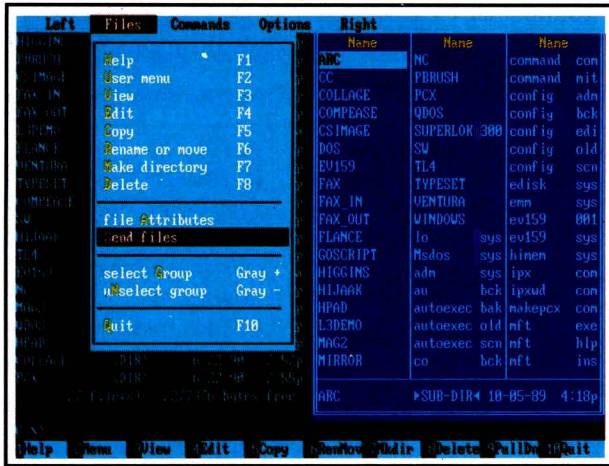 Left Files Commands Options Right
Help F1
User menu F2
View F3
Edit F4
Copy F5
Rename or move F6
Make directory F7
Delete F8
file Attributes
Send files
select Group Gray +
uNselect group Gray -
Quit F10
Name Name Name
ARC NC command com
CC PBRUSH command mit
COLLAGE PCX config adm
COMPEASE QDOS config bck
CSIMAGE SUPERLOK 300 config edi
DOS SW config old
EV159 TL4 config scn
FAX TYPESET edisk sys
FAX_IN VENTURA emm sys
FAX_OUT WINDOWS ev159 001
FLANCE Io sys ev159 sys
GOSCRIPT Msdos sys himem sys
HIGGINS adm sys ipx com
HIJAAK au bck ipxwd com
HPAD autoexec bak makepcx com
L3DEMO autoexec old mft exe
MAG2 autoexec scn mft hlp
MIRROR co bck mft ins
ARC ►SUB-DIR◄ 10-05-89 4:18p
Help Menu View Edit Copy RenMov Mkdir Delete PullDn Quit